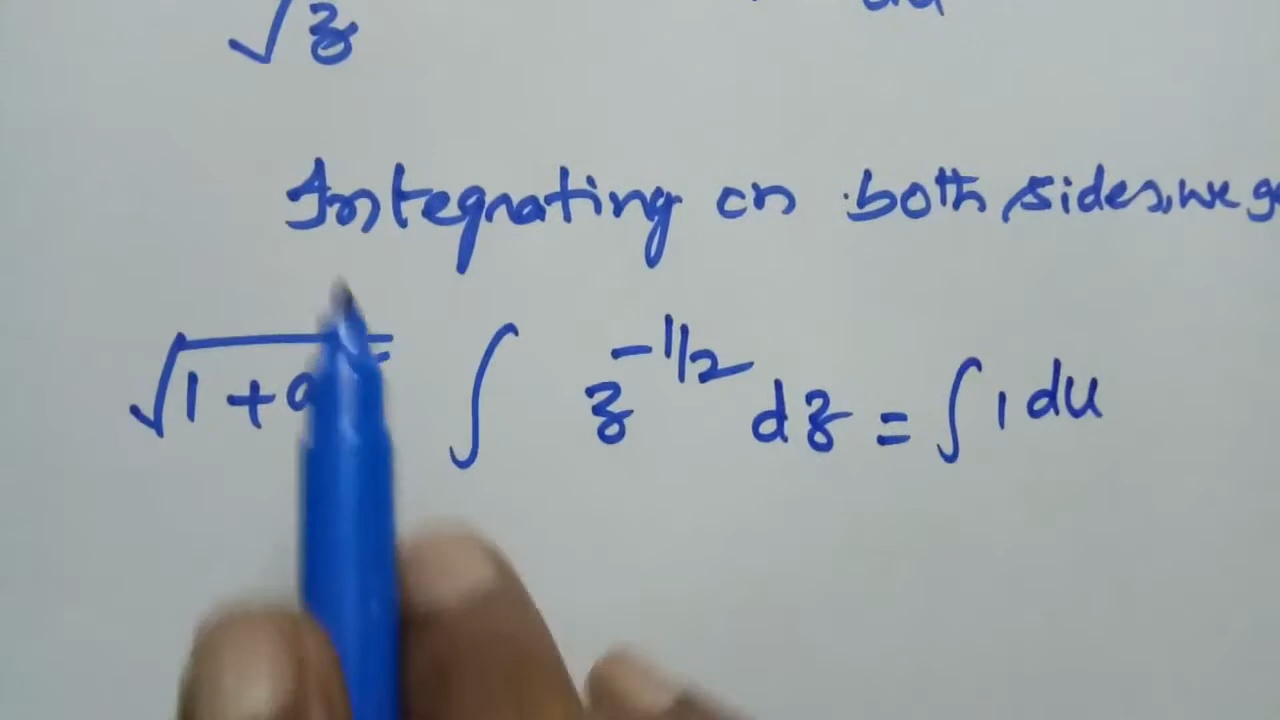 √z
Integrating on both sides, we
√1+a ∫ z^-1/2 dz = ∫ 1 du